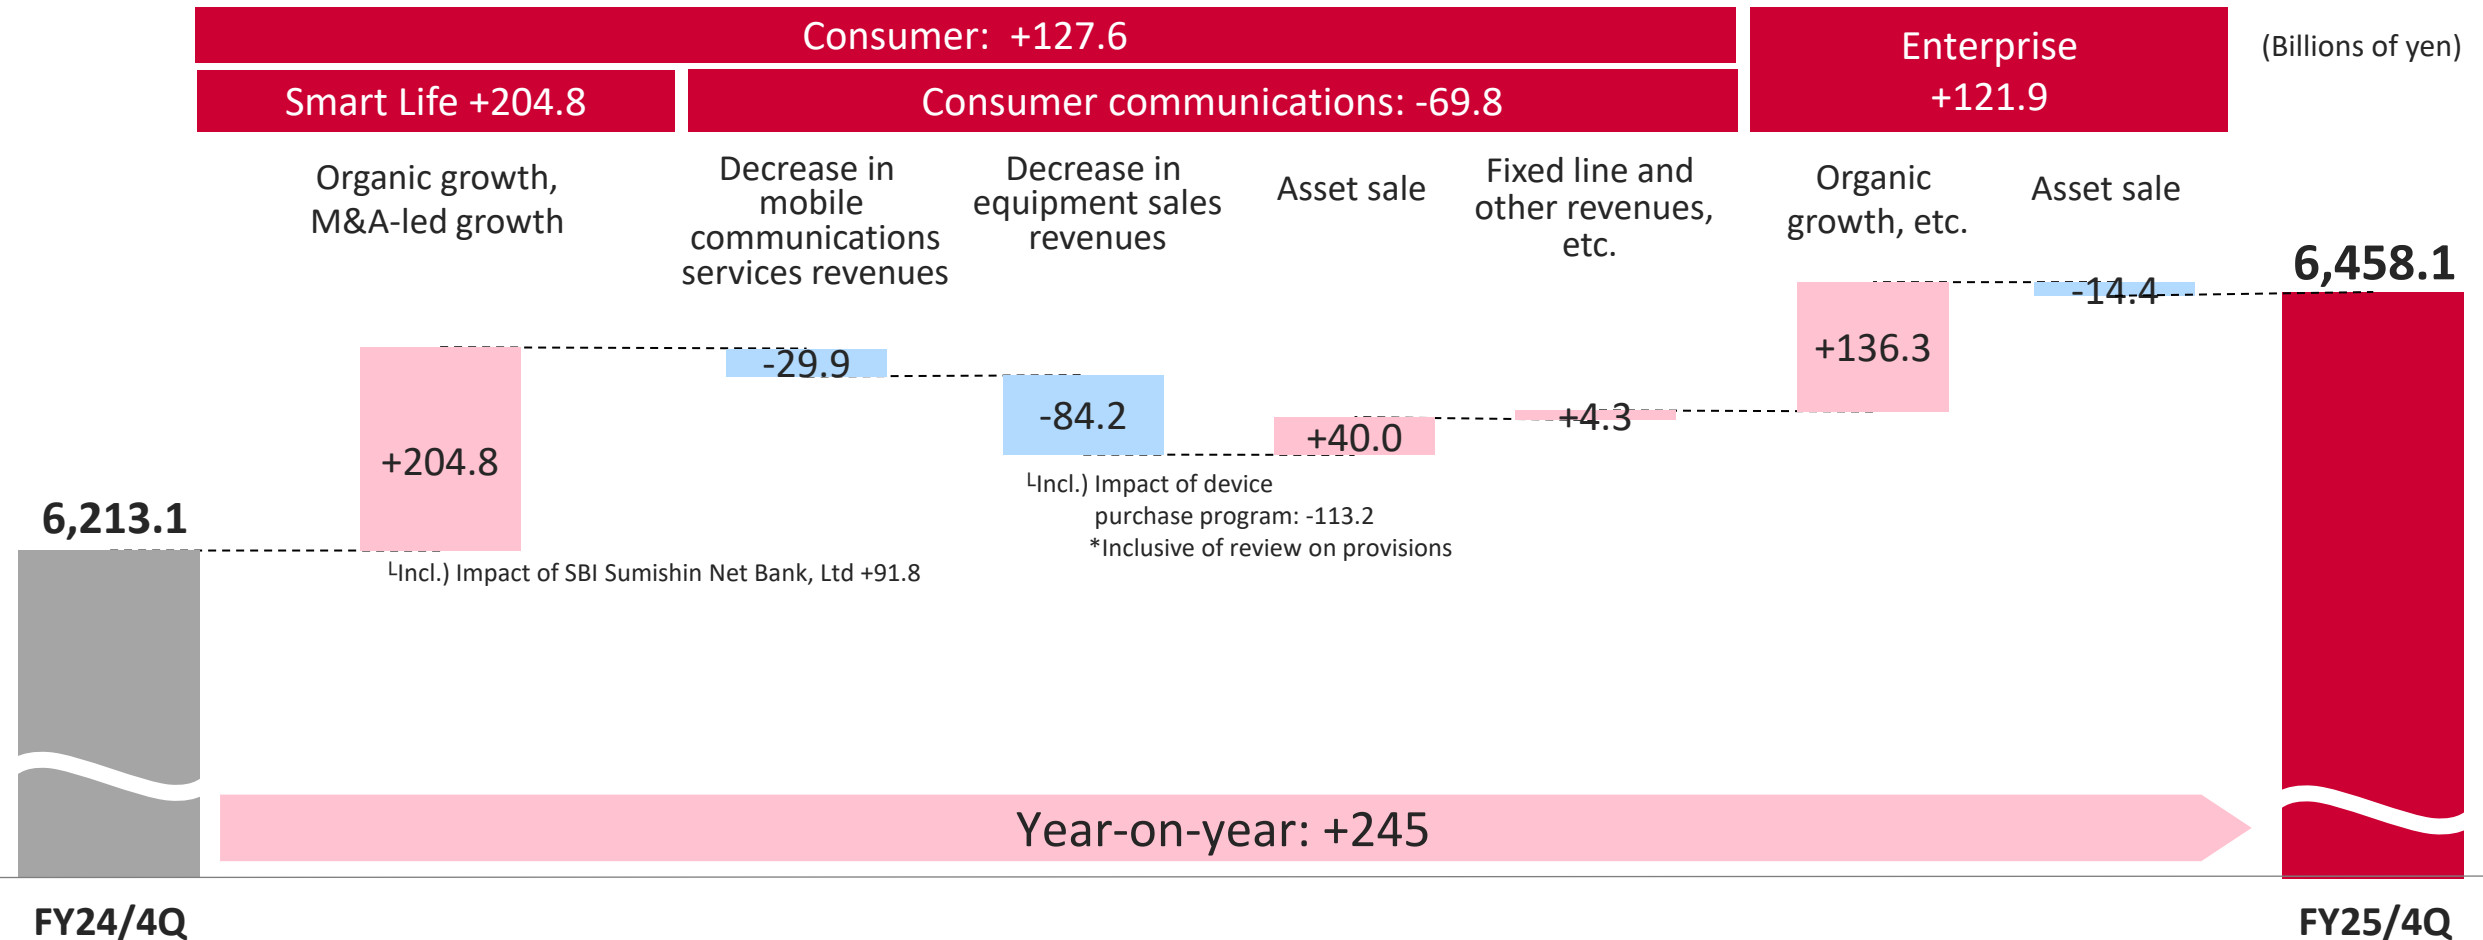 Consumer: +127.6
Enterprise
+121.9
(Billions of yen)
Smart Life +204.8
Consumer communications: -69.8
Organic growth,
M&A-led growth
Decrease in
mobile
communications
services revenues
Decrease in
equipment sales
revenues
Asset sale
Fixed line and
other revenues,
etc.
Organic
growth, etc.
Asset sale
6,213.1
+204.8
└Incl.) Impact of SBI Sumishin Net Bank, Ltd +91.8
-29.9
-84.2
└Incl.) Impact of device
purchase program: -113.2
*Inclusive of review on provisions
+40.0
+4.3
+136.3
-14.4
6,458.1
Year-on-year: +245
FY24/4Q
FY25/4Q